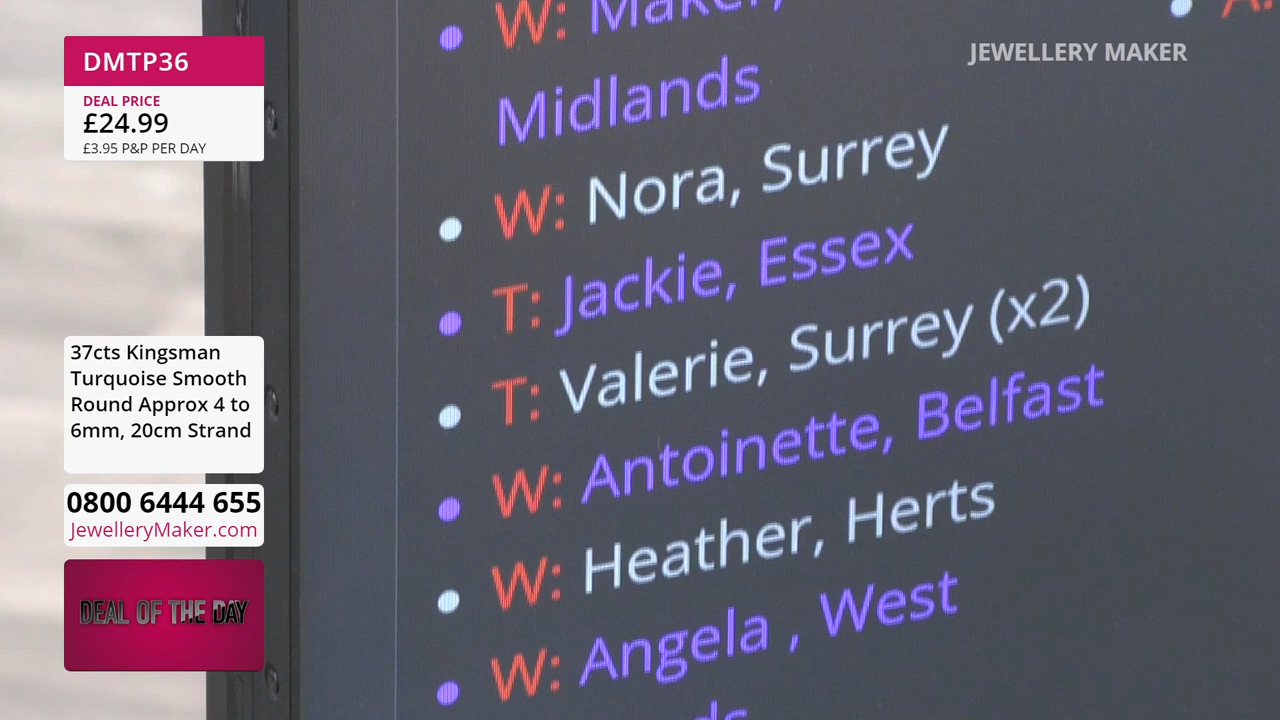 DMTP36
DEAL PRICE
£24.99
£3.95 P&P PER DAY
37cts Kingsman
Turquoise Smooth
Round Approx 4 to
6mm, 20cm Strand
0800 6444 655
JewelleryMaker.com
DEAL OF THE DAY
JEWELLERY MAKER
W: Maker,
Midlands
W: Nora, Surrey
T: Jackie, Essex
T: Valerie, Surrey (x2)
W: Antoinette, Belfast
W: Heather, Herts
W: Angela , West